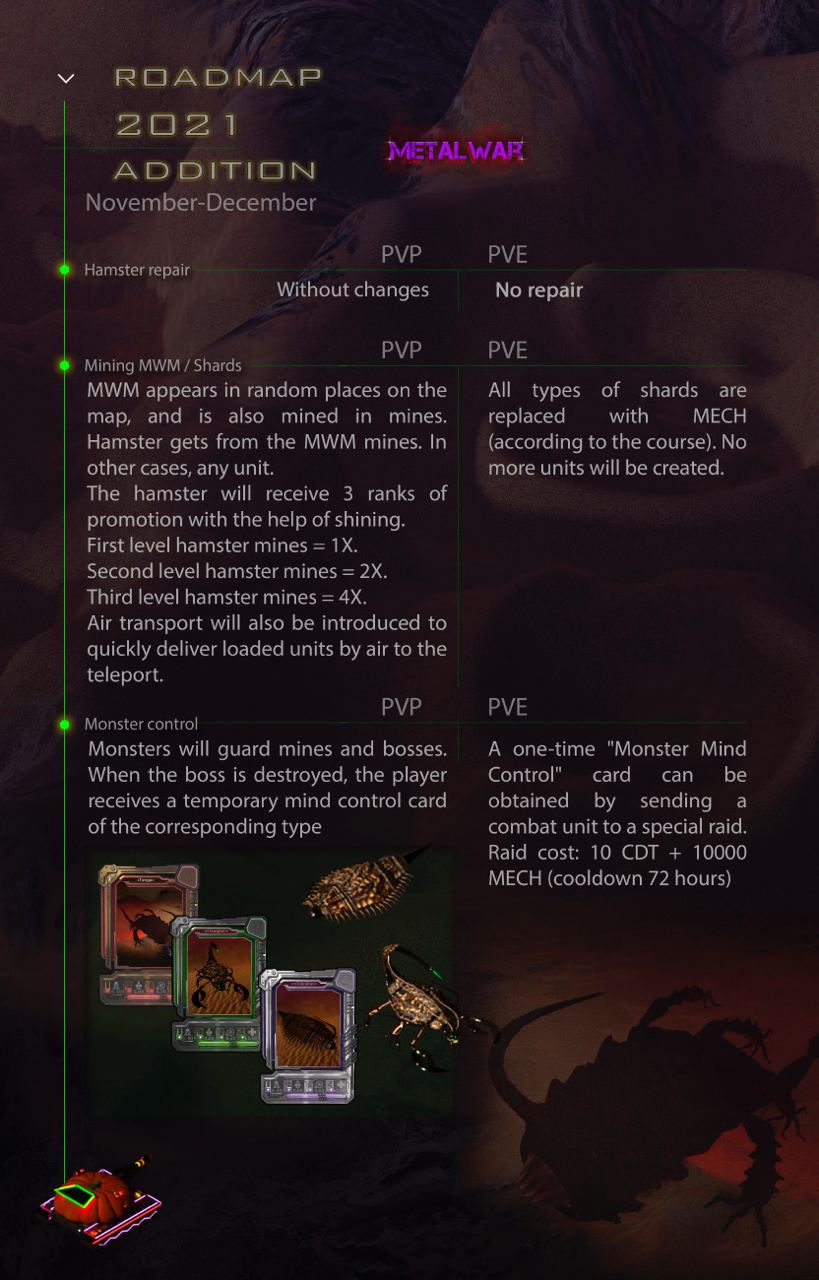 ROADMAP
2021
ADDITION
METALWAR
November-December
PVP PVE
Hamster repair
Without changes
No repair
PVP PVE
Mining MWM / Shards
MWM appears in random places on the
map, and is also mined in mines.
Hamster gets from the MWM mines. In
other cases, any unit.
The hamster will receive 3 ranks of
promotion with the help of shining.
First level hamster mines = 1X.
Second level hamster mines = 2X.
Third level hamster mines = 4X.
Air transport will also be introduced to
quickly deliver loaded units by air to the
teleport.
All types of shards are
replaced with MECH
(according to the course). No
more units will be created.
PVP PVE
Monster control
Monsters will guard mines and bosses.
When the boss is destroyed, the player
receives a temporary mind control card
of the corresponding type
A one-time "Monster Mind
Control" card can be
obtained by sending a
combat unit to a special raid.
Raid cost: 10 CDT + 10000
MECH (cooldown 72 hours)